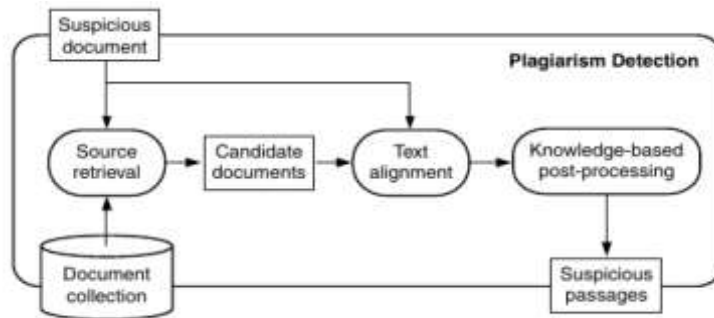 Suspicious
document
Plagiarism Detection
Source
retrieval
Candidate
documents
Text
alignment
Knowledge-based
post-processing
Document
collection
Suspicious
passages